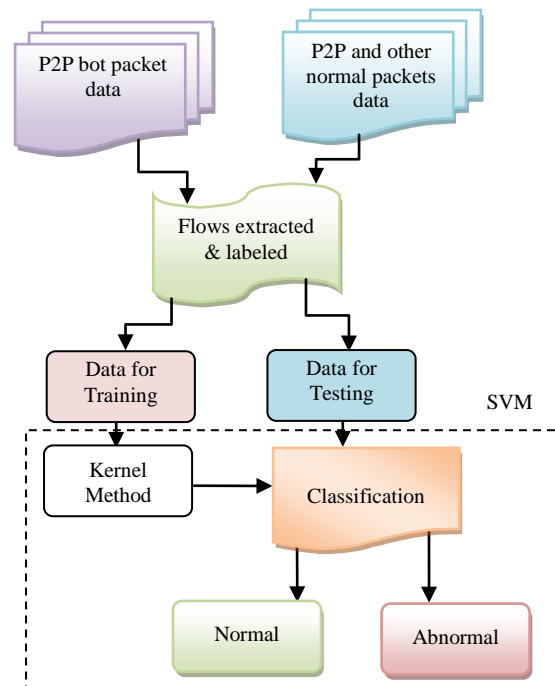 P2P bot packet
data
P2P and other
normal packets
data
Flows extracted
& labeled
Data for
Training
Data for
Testing
SVM
Kernel
Method
Classification
Normal
Abnormal